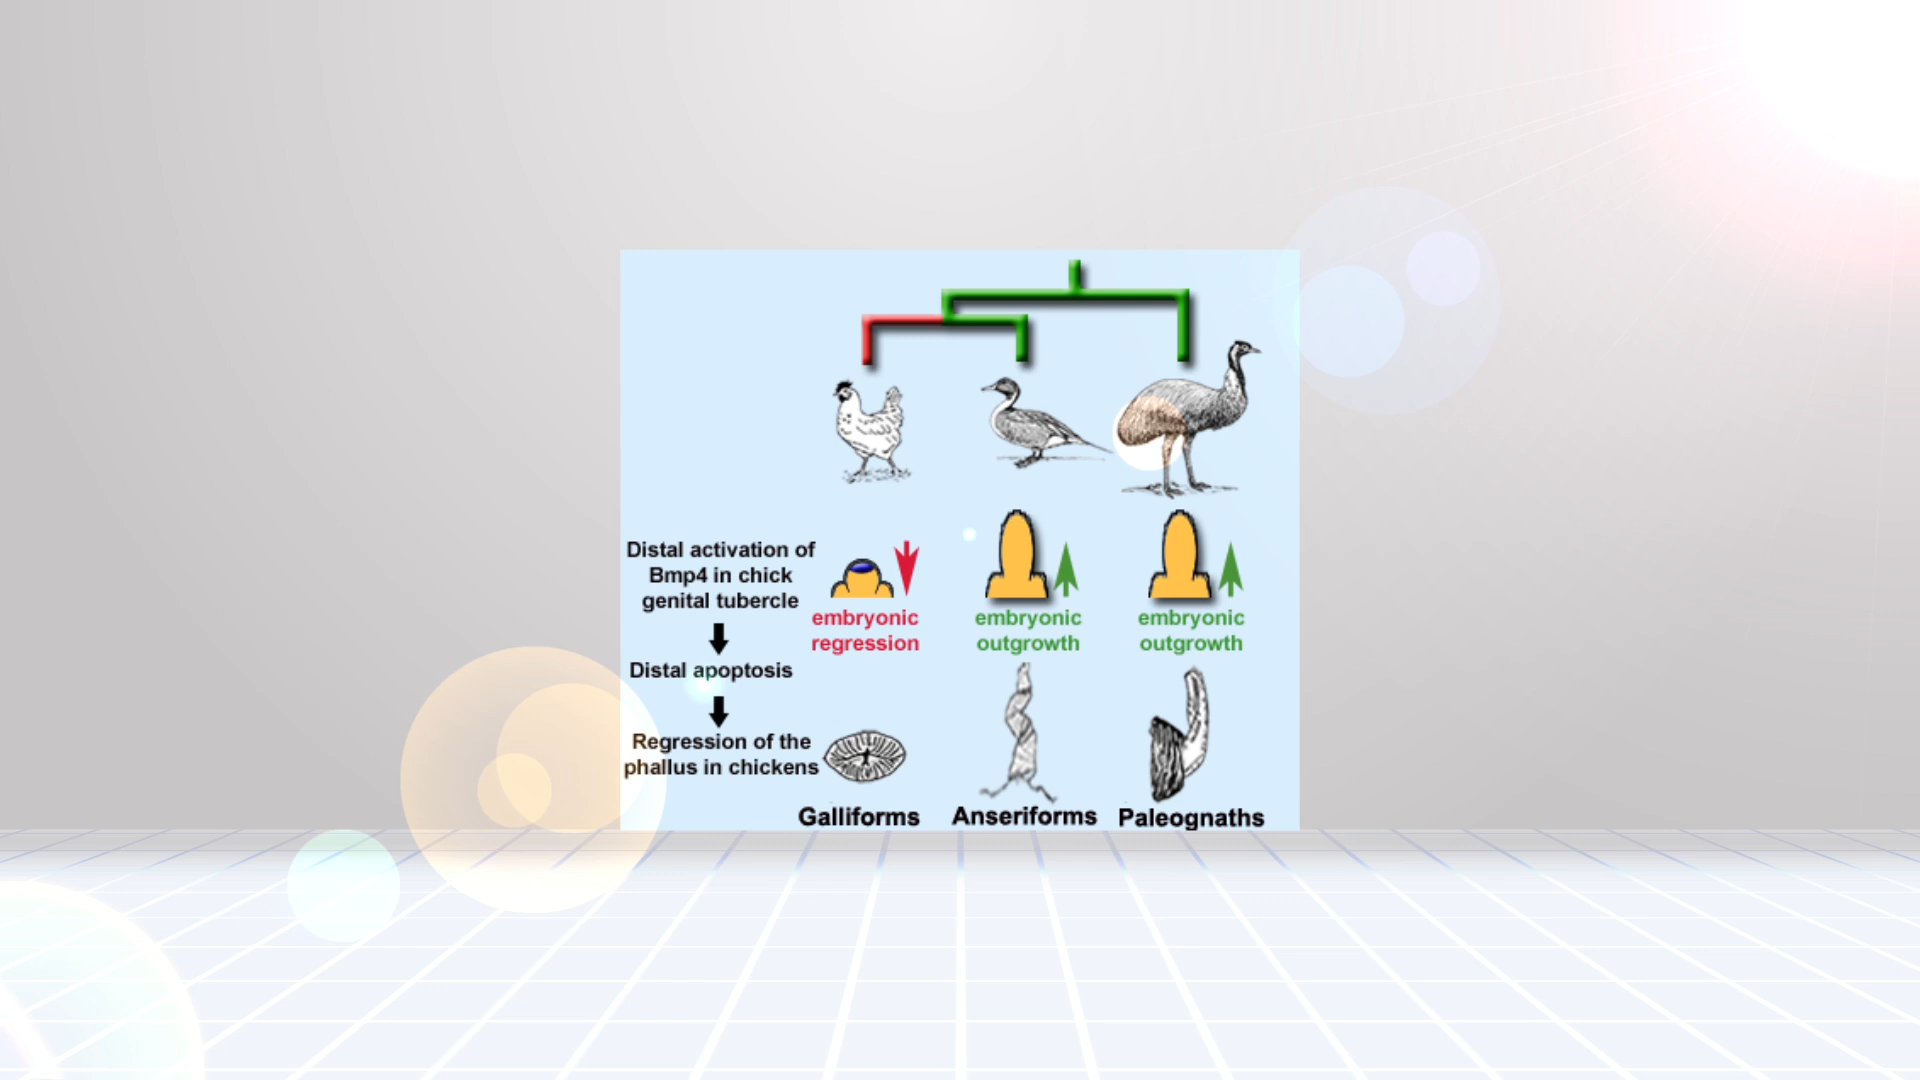 Distal activation of
Bmp4 in chick
genital tubercle
Distal apoptosis
Regression of the
phallus in chickens
embryonic
regression
embryonic
outgrowth
embryonic
outgrowth
Galliforms
Anseriforms
Paleognaths